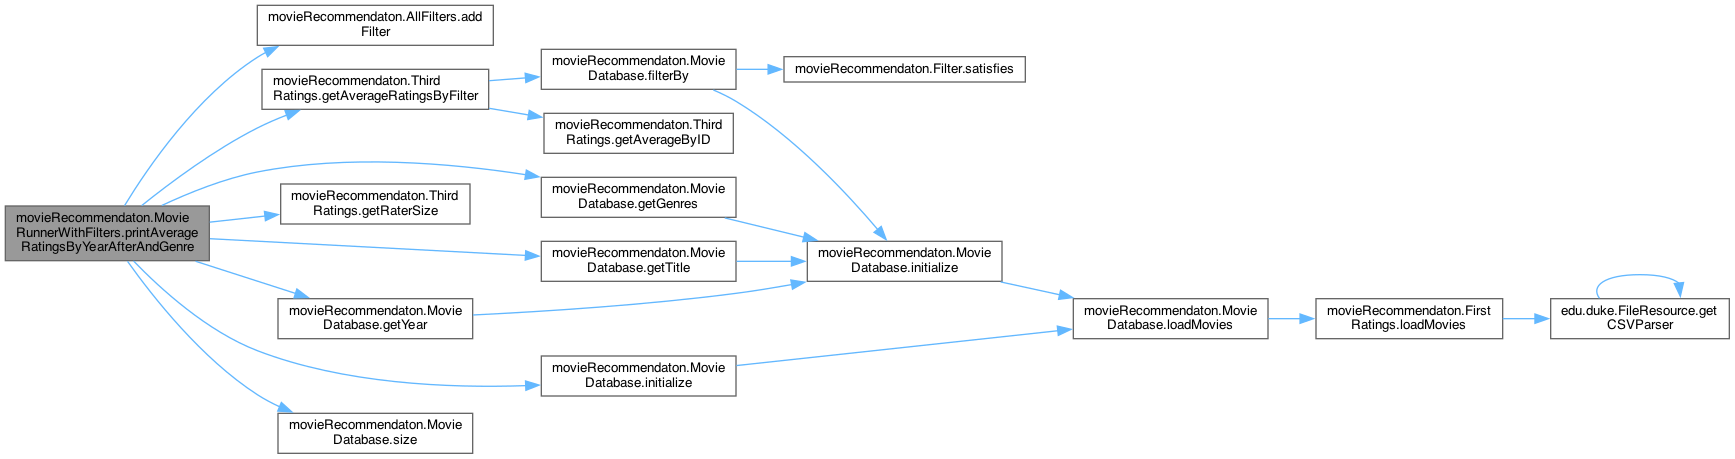 movieRecommendaton.Movie
RunnerWithFilters.printAverage
RatingsByYearAfterAndGenre
movieRecommendaton.AllFilters.add
Filter
movieRecommendaton.Third
Ratings.getAverageRatingsByFilter
movieRecommendaton.Movie
Database.filterBy
movieRecommendaton.Filter.satisfies
movieRecommendaton.Third
Ratings.getAverageByID
movieRecommendaton.Movie
Database.getGenres
movieRecommendaton.Third
Ratings.getRaterSize
movieRecommendaton.Movie
Database.getTitle
movieRecommendaton.Movie
Database.initialize
movieRecommendaton.Movie
Database.getYear
movieRecommendaton.Movie
Database.loadMovies
movieRecommendaton.First
Ratings.loadMovies
edu.duke.FileResource.get
CSVParser
movieRecommendaton.Movie
Database.initialize
movieRecommendaton.Movie
Database.size